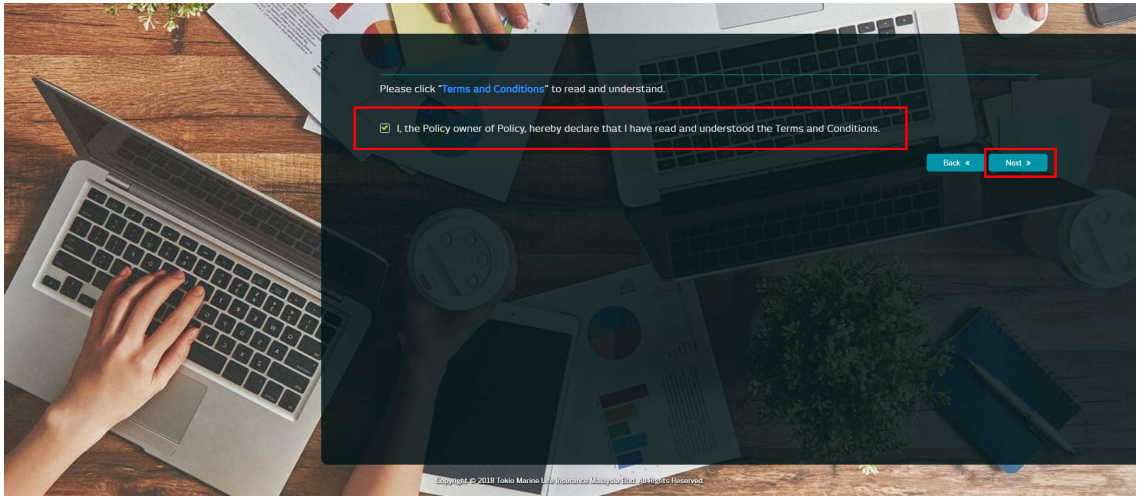 Please click "Terms and Conditions" to read and understand.
I, the Policy owner of Policy, hereby declare that I have read and understood the Terms and Conditions.
Back «
Next »
Copyright © 2018 Tokio Marine Life Insurance Malaysia Bhd. All Rights Reserved.